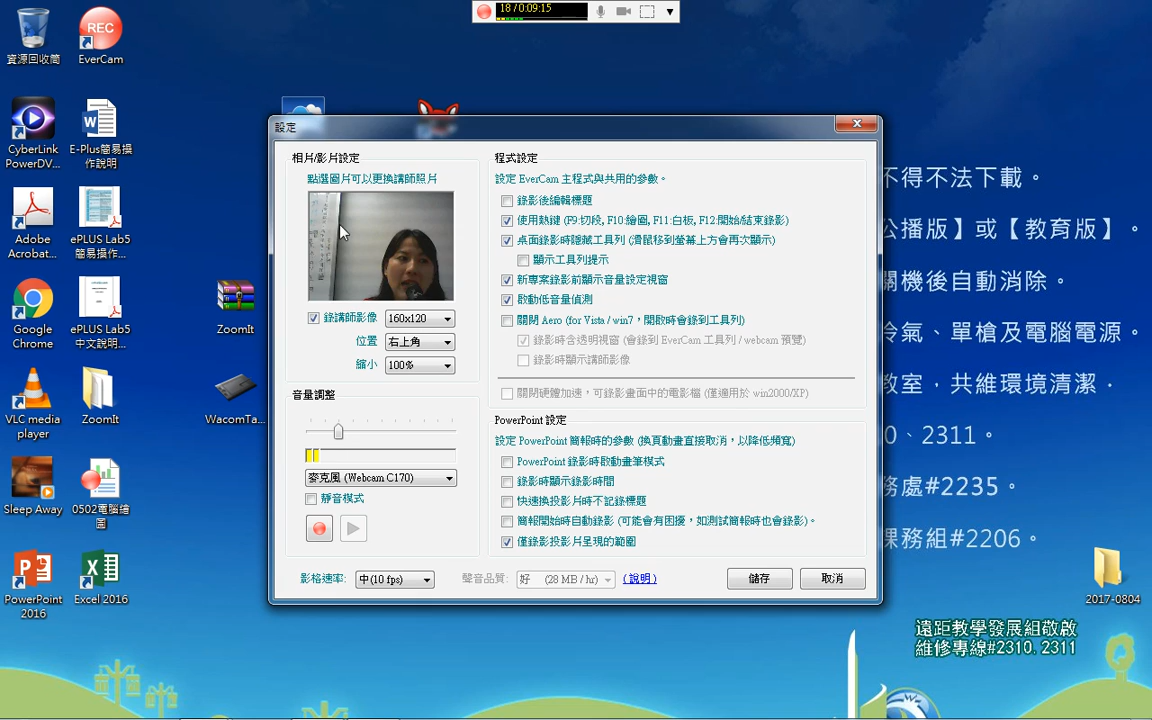 18 / 0:09:15
資源回收筒
EverCam
CyberLink
PowerDV...
E-Plus簡易操
作說明
Adobe
Acrobat...
ePLUS Lab5
簡易操作...
Google
Chrome
ePLUS Lab5
中文說明...
ZoomIt
VLC media
player
ZoomIt
WacomTa...
Sleep Away
0502電腦繪
圖
PowerPoint
2016
Excel 2016
設定
相片/影片設定
點選圖片可以更換講師照片
錄講師影像
160x120
位置
右上角
縮小
100%
音量調整
麥克風 (Webcam C170)
靜音模式
影格速率:
中(10 fps)
聲音品質:
好 (28 MB / hr)
(說明)
儲存
取消
程式設定
設定 EverCam 主程式與共用的參數。
錄影後編輯標題
使用熱鍵 (F9:切段, F10:繪圖, F11:白板, F12:開始/結束錄影)
桌面錄影時隱藏工具列 (滑鼠移到螢幕上方會再次顯示)
顯示工具列提示
新專案錄影前顯示音量設定視窗
啟動低音量偵測
關閉 Aero (for Vista / win7，開啟時會錄到工具列)
錄影時含透明視窗 (會錄到 EverCam 工具列 / webcam 預覽)
錄影時顯示講師影像
關閉硬體加速，可錄影畫面中的電影檔 (僅適用於 win2000/XP)
PowerPoint 設定
設定 PowerPoint 簡報時的參數 (換頁動畫直接取消，以降低頻寬)
PowerPoint 錄影時啟動畫筆模式
錄影時顯示錄影時間
快速換投影片時不記錄標題
簡報開始時自動錄影 (可能會有困擾，如測試簡報時也會錄影)。
僅錄影投影片呈現的範圍
不得不法下載。
公播版】或【教育版】。
關機後自動消除。
冷氣、單槍及電腦電源。
教室，共維環境清潔，
0、2311。
務處#2235。
課務組#2206。
2017-0804
遠距教學發展組敬啟
維修專線#2310, 2311